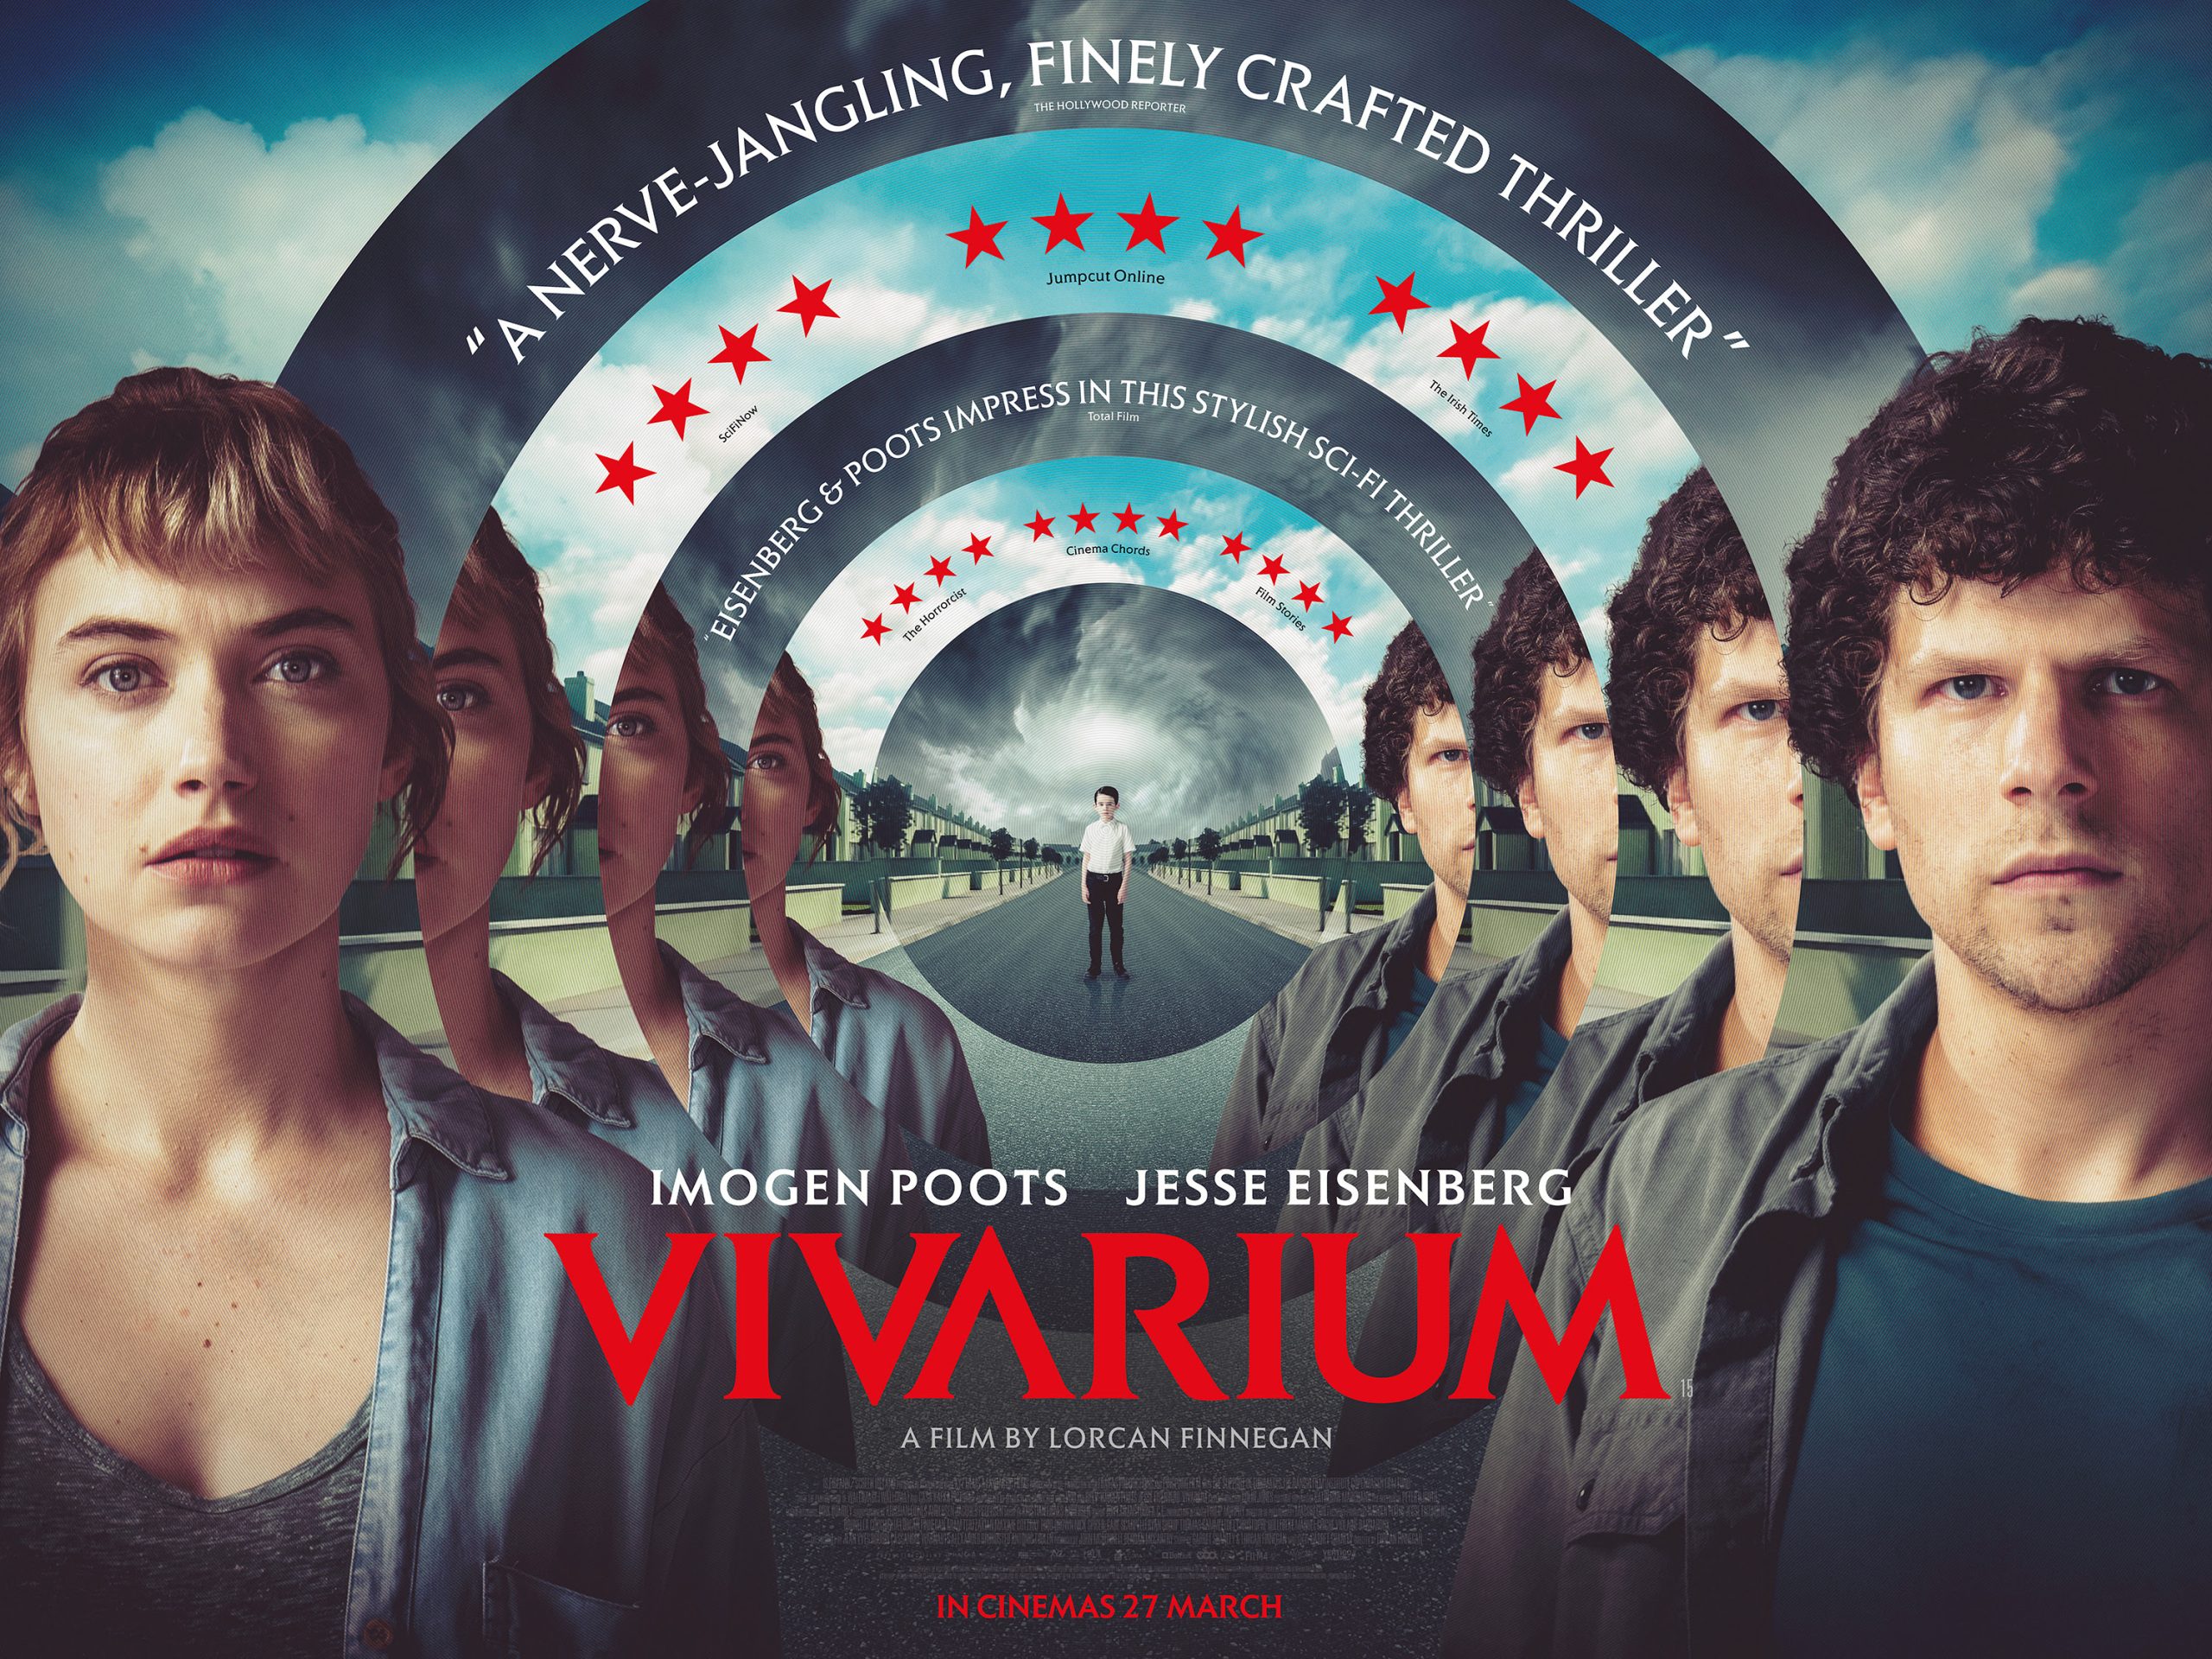 "A NERVE-JANGLING, FINELY CRAFTED THRILLER"
THE HOLLYWOOD REPORTER
Jumpcut Online
SciFiNow
The Irish Times
"EISENBERG & POOTS IMPRESS IN THIS STYLISH SCI-FI THRILLER"
Total Film
Cinema Chords
The Horrorcist
Film Stories
IMOGEN POOTS JESSE EISENBERG
VIVARIUM
15
A FILM BY LORCAN FINNEGAN
IN CINEMAS 27 MARCH